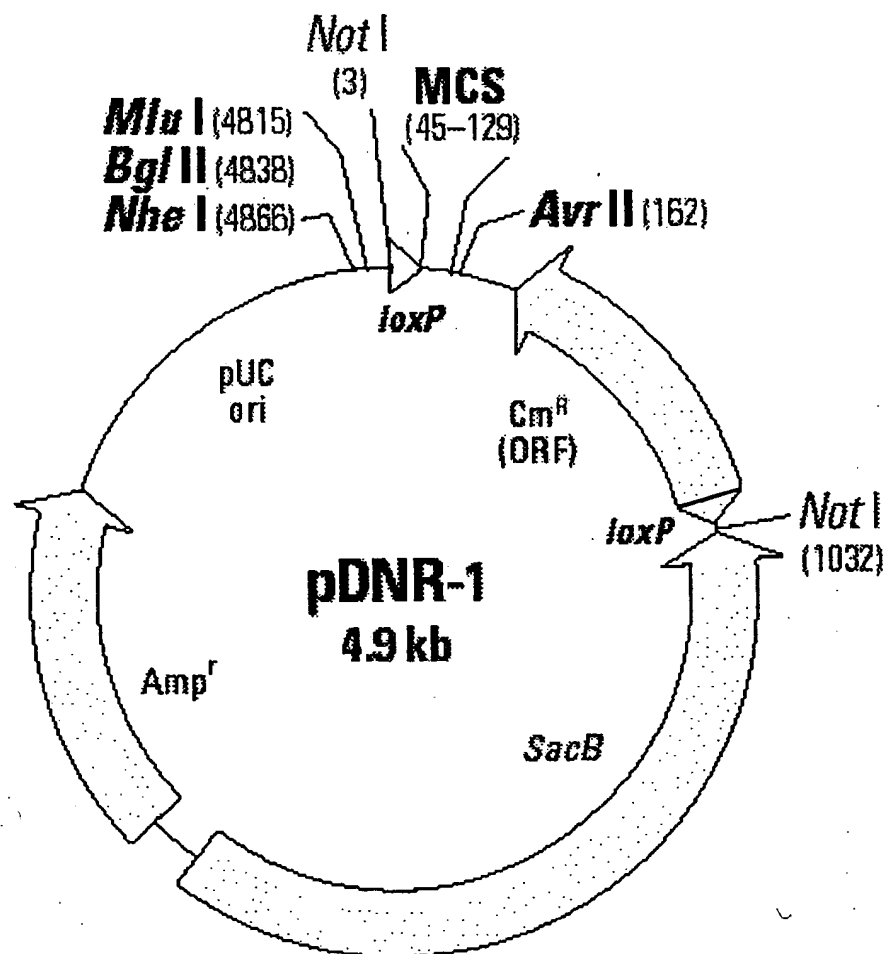 Not I
(3)
MCS
(45–129)
Mlu I (4815)
Bgl II (4838)
Nhe I (4866)
Avr II (162)
loxP
pUC
ori
Cm^R
(ORF)
loxP
Not I
(1032)
pDNR-1
4.9 kb
Amp^r
SacB